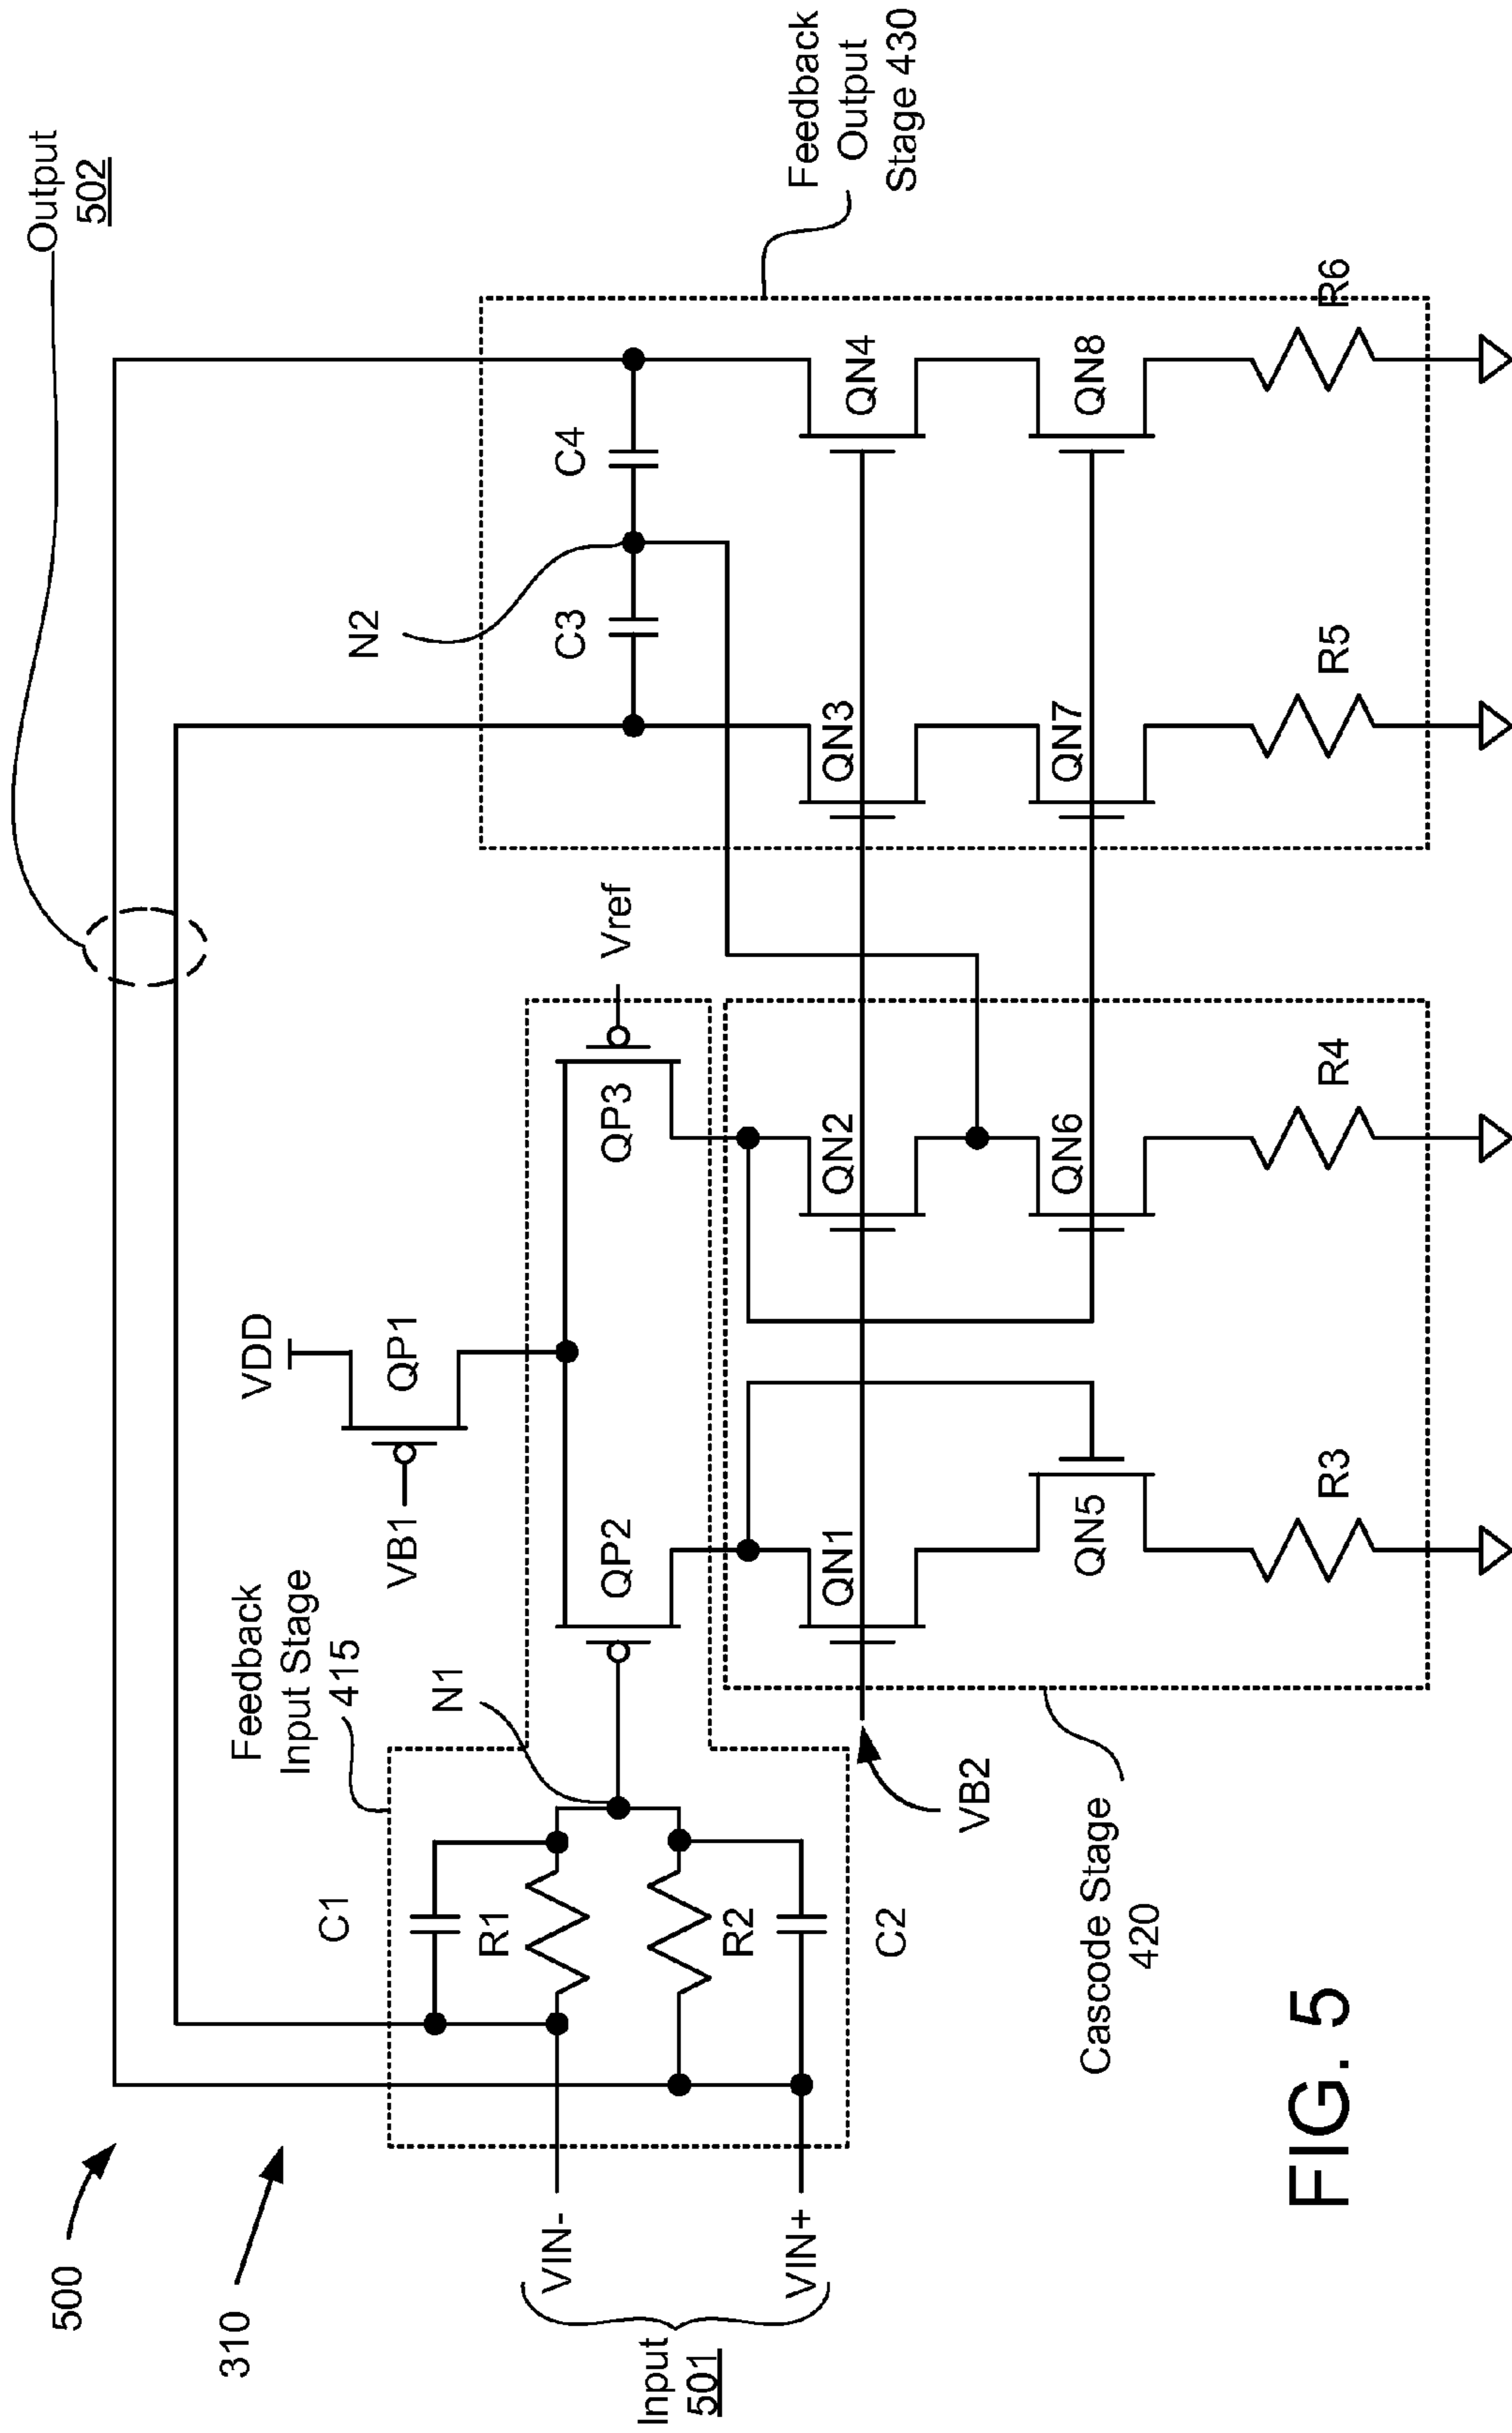 500
310
Output
502
Input
501
VIN-
VIN+
Feedback
Input Stage
415
C1
R1
R2
C2
N1
VB1
VDD
QP1
QP2
QP3
Vref
N2
C3
C4
Feedback
Output
Stage 430
VB2
QN1
QN2
QN3
QN4
QN5
QN6
QN7
QN8
R3
R4
R5
R6
Cascode Stage
420
FIG. 5